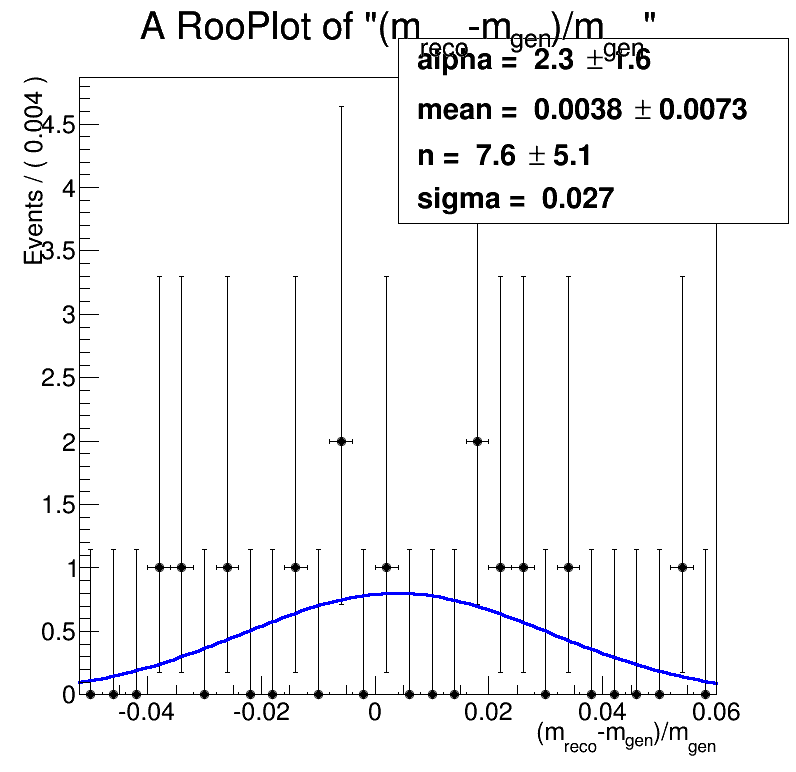 A RooPlot of "(m_reco-m_gen)/m_gen"
alpha = 2.3 ± 1.6
mean = 0.0038 ± 0.0073
n = 7.6 ± 5.1
sigma = 0.027
Events / ( 0.004 )
4.5
4
3.5
3
2.5
2
1.5
1
0.5
0
-0.04 -0.02 0 0.02 0.04 0.06
(m_reco-m_gen)/m_gen